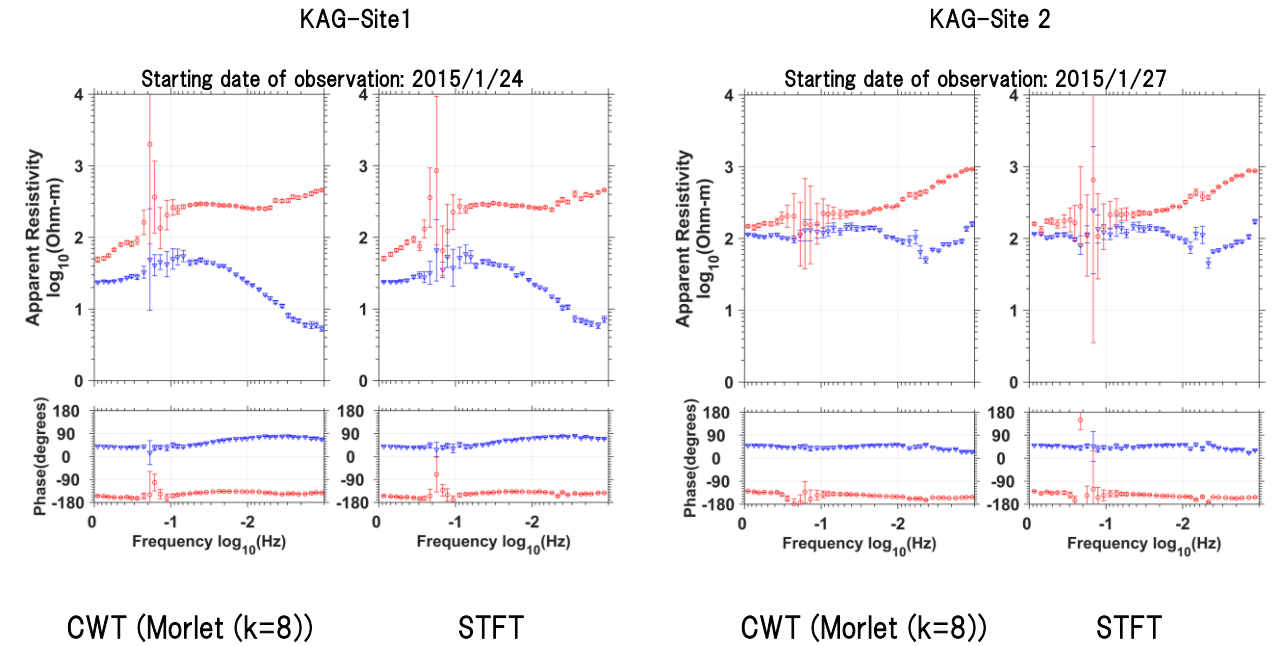 KAG-Site1
KAG-Site 2
Starting date of observation: 2015/1/24
Starting date of observation: 2015/1/27
Apparent Resistivity
log10(Ohm-m)
4
3
2
1
0
4
3
2
1
0
Phase(degrees)
180
90
0
-90
-180
180
90
0
-90
-180
0 -1 -2
0 -1 -2
Frequency log10(Hz)
Frequency log10(Hz)
Apparent Resistivity
log10(Ohm-m)
4
3
2
1
0
4
3
2
1
0
Phase(degrees)
180
90
0
-90
-180
180
90
0
-90
-180
0 -1 -2
0 -1 -2
Frequency log10(Hz)
Frequency log10(Hz)
CWT (Morlet (k=8))
STFT
CWT (Morlet (k=8))
STFT